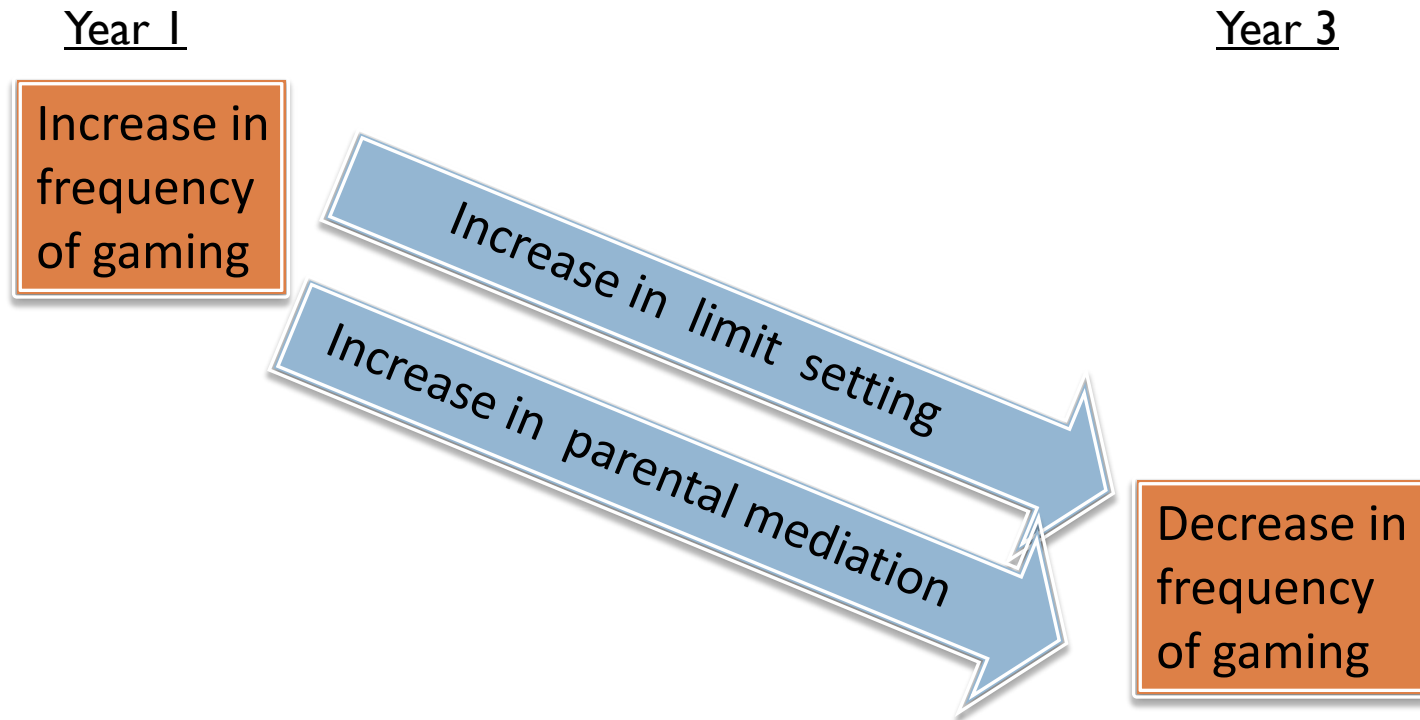 Year 1
Year 3
Increase in
frequency
of gaming
Increase in limit setting
Increase in parental mediation
Decrease in
frequency
of gaming